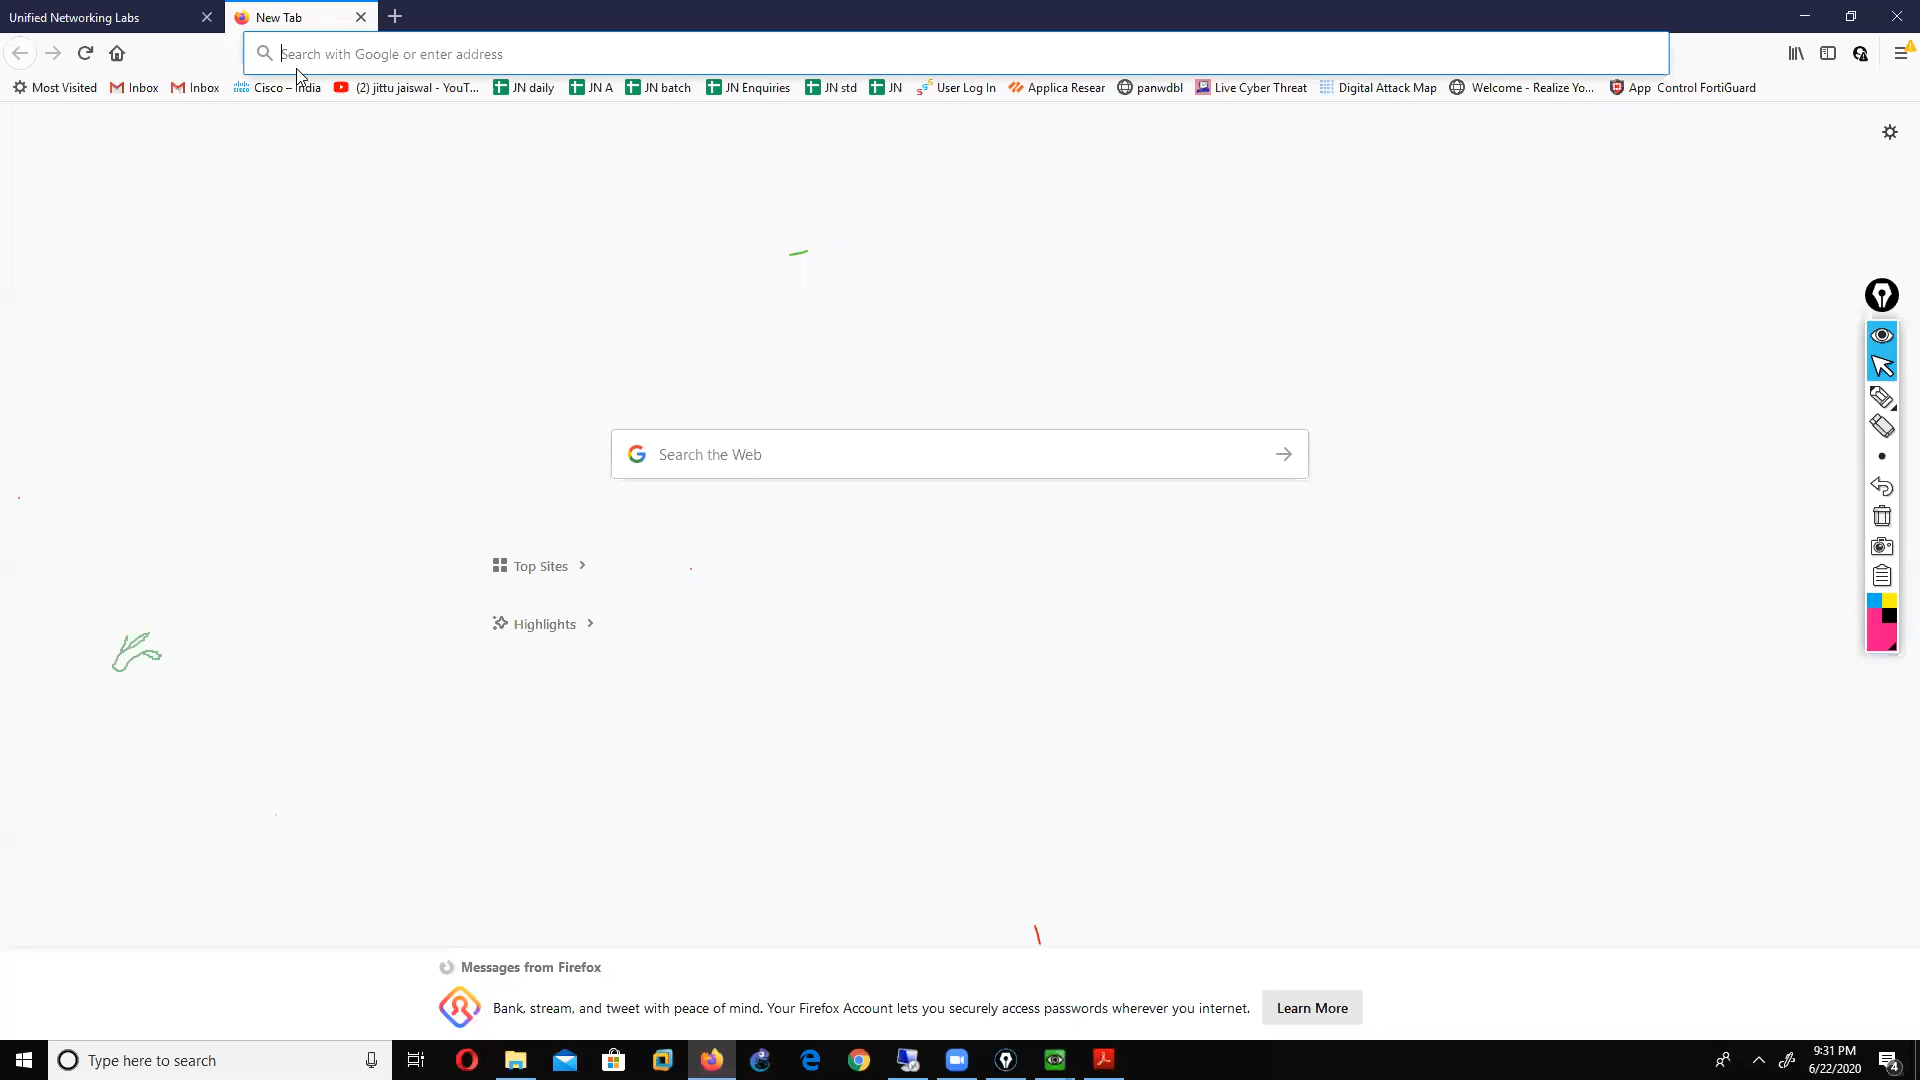 Unified Networking Labs
New Tab
Search with Google or enter address
Most Visited Inbox Inbox Cisco – India (2) jittu jaiswal - YouT... JN daily JN A JN batch JN Enquiries JN std JN User Log In Applica Resear panwdbl Live Cyber Threat Digital Attack Map Welcome - Realize Yo... App Control FortiGuard
Search the Web
Top Sites
Highlights
Messages from Firefox
Bank, stream, and tweet with peace of mind. Your Firefox Account lets you securely access passwords wherever you internet. Learn More
Type here to search
9:31 PM
6/22/2020
4